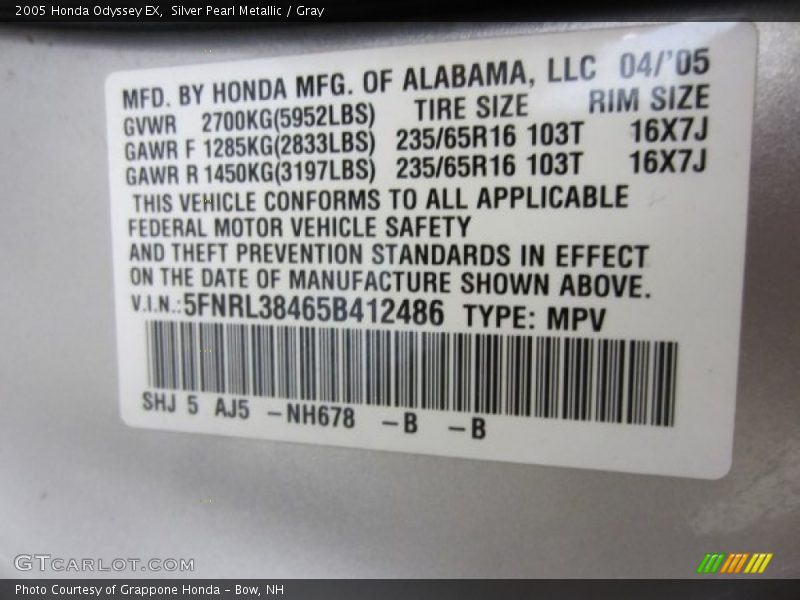 2005 Honda Odyssey EX, Silver Pearl Metallic / Gray
MFD. BY HONDA MFG. OF ALABAMA, LLC 04/'05
GVWR 2700KG(5952LBS) TIRE SIZE RIM SIZE
GAWR F 1285KG(2833LBS) 235/65R16 103T 16X7J
GAWR R 1450KG(3197LBS) 235/65R16 103T 16X7J
THIS VEHICLE CONFORMS TO ALL APPLICABLE
FEDERAL MOTOR VEHICLE SAFETY
AND THEFT PREVENTION STANDARDS IN EFFECT
ON THE DATE OF MANUFACTURE SHOWN ABOVE.
V.I.N.:5FNRL38465B412486 TYPE: MPV
SHJ 5 AJ5 -NH678 -B -B
GTCARLOT.COM
Photo Courtesy of Grappone Honda - Bow, NH